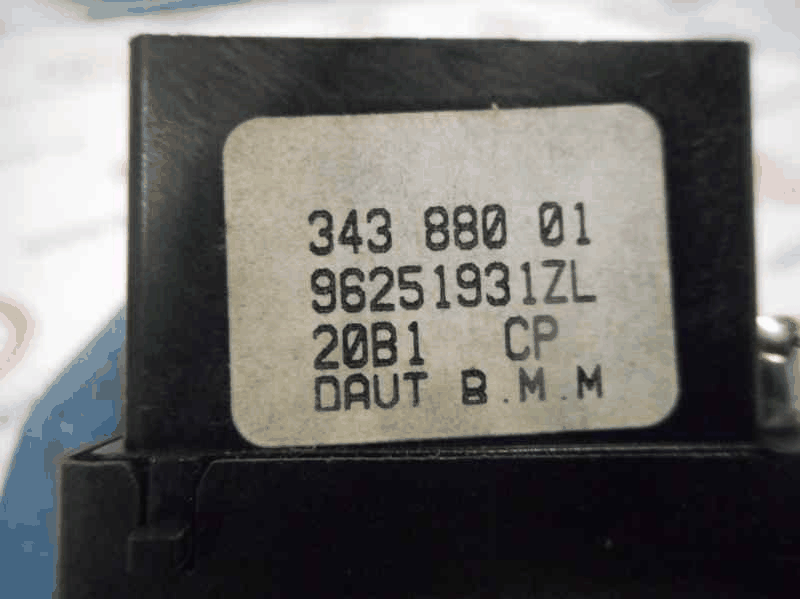 343 880 01
96251931ZL
20B1 CP
DAUT B.M.M